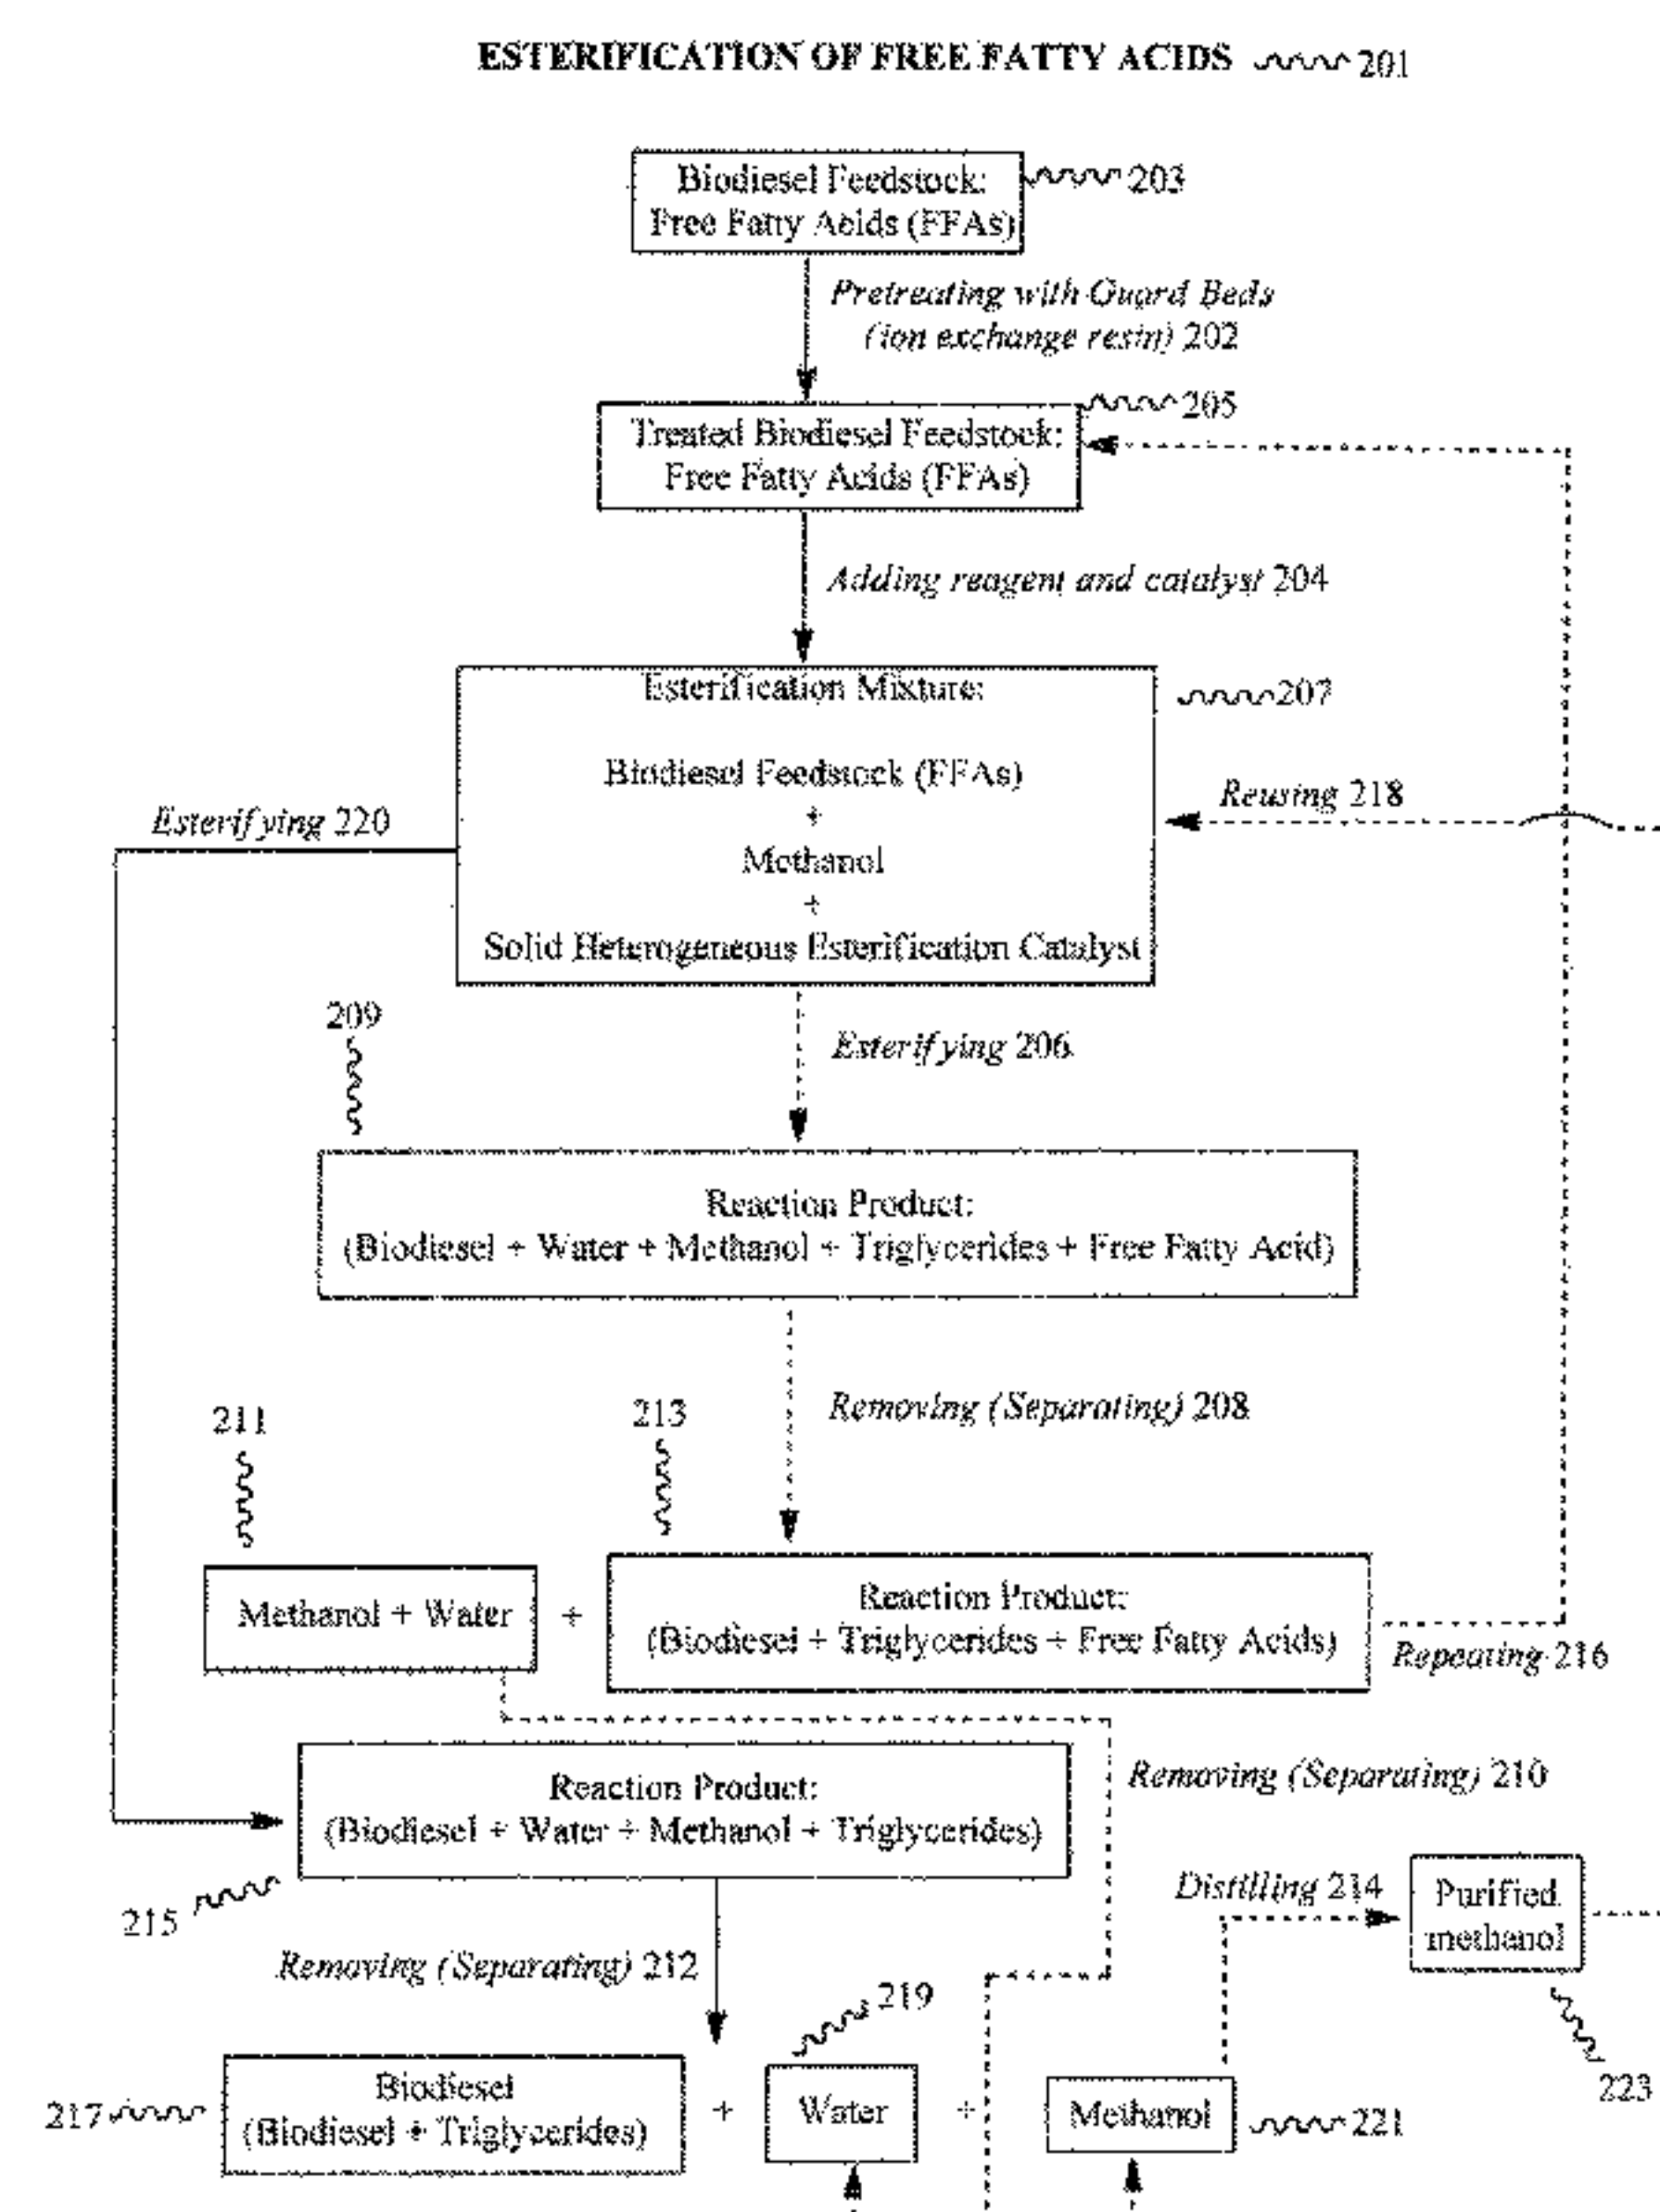 ESTERIFICATION OF FREE FATTY ACIDS 201
Biodiesel Feedstock: 203
Free Fatty Acids (FFAs)
Pretreating with Guard Beds
(ion exchange resin) 202
205
Treated Biodiesel Feedstock:
Free Fatty Acids (FFAs)
Adding reagent and catalyst 204
Esterification Mixture: 207
Biodiesel Feedstock (FFAs)
+
Methanol
+
Solid Heterogeneous Esterification Catalyst
Reusing 218
Esterifying 220
209
Esterifying 206
Reaction Product:
(Biodiesel + Water + Methanol + Triglycerides + Free Fatty Acid)
Removing (Separating) 208
211
213
Methanol + Water + Reaction Product:
(Biodiesel + Triglycerides + Free Fatty Acids)
Repeating 216
Removing (Separating) 210
Reaction Product:
(Biodiesel + Water + Methanol + Triglycerides)
215
Distilling 214
Purified
methanol
Removing (Separating) 212
219
223
217
Biodiesel
(Biodiesel + Triglycerides)
+ Water + Methanol 221